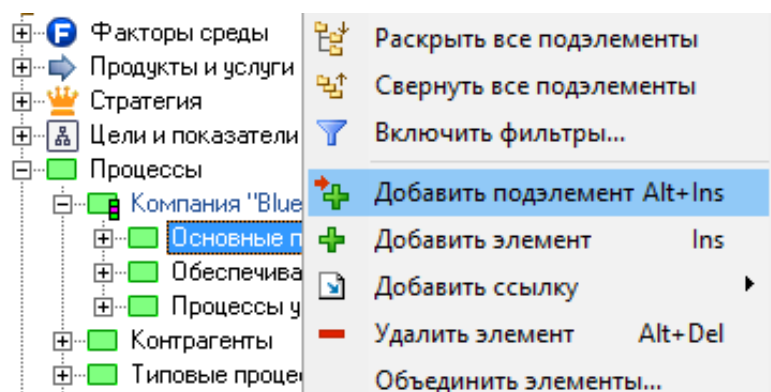 Факторы среды
Продукты и услуги
Стратегия
Цели и показатели
Процессы
Компания "Blue
Основные п
Обеспечива
Процессы у
Контрагенты
Типовые процес
Раскрыть все подэлементы
Свернуть все подэлементы
Включить фильтры...
Добавить подэлемент Alt+Ins
Добавить элемент Ins
Добавить ссылку
Удалить элемент Alt+Del
Объединить элементы...